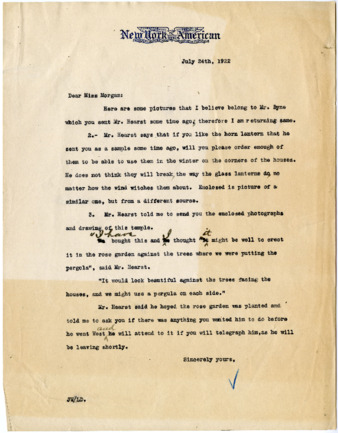 New York American
July 24th, 192
Dear Miss Morgan:
Here are some pictures that I believe belong to Mr. Byne
which you sent Mr. Hearst some time ago; therefore I am returning same.
2.- Mr. Hearst says that if you like the horn lantern that he
sent you as a sample some time ago, will you please order enough of
them to be able to use them in the winter on the corners of the houses.
He does not think they will break the way the glass lanterns do no
matter how the wind witches them about. Enclosed is picture of a
similar one, but from a different source.
3. Mr. Hearst told me to send you the enclosed photographs
and drawing of this temple.
I have I it
bought this and thought might be well to erect
it in the rose garden against the trees where we were putting the
pergola", said Mr. Hearst.
"It would look beautiful against the trees facing the
houses, and we might use a pergola on each side."
Mr. Hearst said he hoped the rose garden was planted and
told me to ask you if there was anything you wanted him to do before
and
he went West he will attend to it if you will telegraph him, as he will
be leaving shortly.
Sincerely yours,
JW/LD.